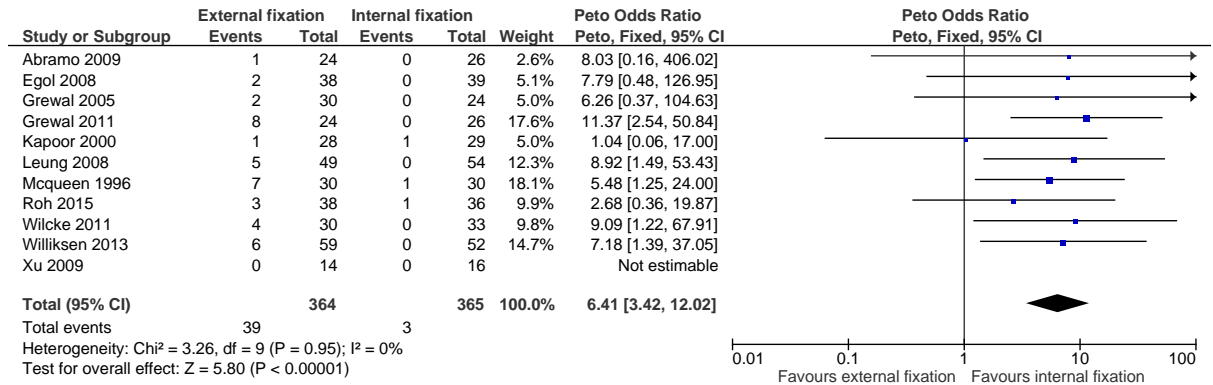 External fixation Internal fixation Peto Odds Ratio Peto Odds Ratio
Study or Subgroup Events Total Events Total Weight Peto, Fixed, 95% CI Peto, Fixed, 95% CI
Abramo 2009 1 24 0 26 2.6% 8.03 [0.16, 406.02]
Egol 2008 2 38 0 39 5.1% 7.79 [0.48, 126.95]
Grewal 2005 2 30 0 24 5.0% 6.26 [0.37, 104.63]
Grewal 2011 8 24 0 26 17.6% 11.37 [2.54, 50.84]
Kapoor 2000 1 28 1 29 5.0% 1.04 [0.06, 17.00]
Leung 2008 5 49 0 54 12.3% 8.92 [1.49, 53.43]
Mcqueen 1996 7 30 1 30 18.1% 5.48 [1.25, 24.00]
Roh 2015 3 38 1 36 9.9% 2.68 [0.36, 19.87]
Wilcke 2011 4 30 0 33 9.8% 9.09 [1.22, 67.91]
Williksen 2013 6 59 0 52 14.7% 7.18 [1.39, 37.05]
Xu 2009 0 14 0 16 Not estimable
Total (95% CI) 364 365 100.0% 6.41 [3.42, 12.02]
Total events 39 3
Heterogeneity: Chi² = 3.26, df = 9 (P = 0.95); I² = 0%
Test for overall effect: Z = 5.80 (P < 0.00001)
0.01 0.1 1 10 100
Favours external fixation Favours internal fixation